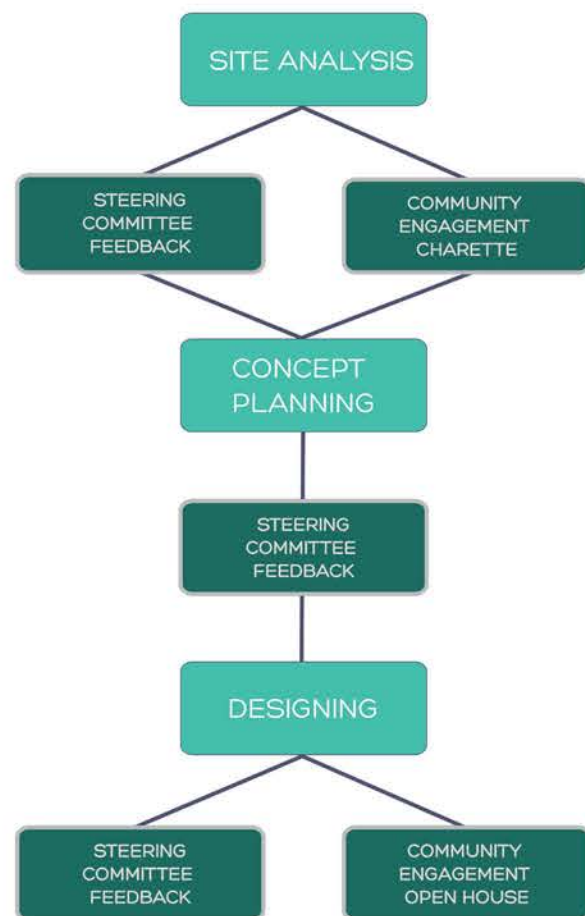 SITE ANALYSIS
STEERING
COMMITTEE
FEEDBACK
COMMUNITY
ENGAGEMENT
CHARETTE
CONCEPT
PLANNING
STEERING
COMMITTEE
FEEDBACK
DESIGNING
STEERING
COMMITTEE
FEEDBACK
COMMUNITY
ENGAGEMENT
OPEN HOUSE